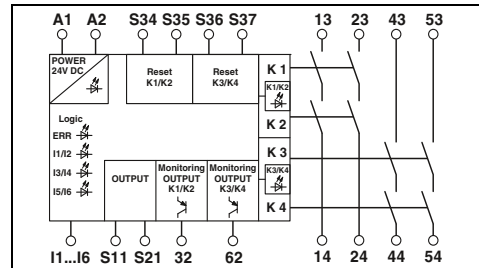 A1 A2 S34 S35 S36 S37 13 23 43 53
POWER
24V DC
Reset
K1/K2
Reset
K3/K4
K 1
K1/K2
K 2
Logic
ERR
I1/I2
I3/I4
I5/I6
OUTPUT
Monitoring
OUTPUT
K1/K2
Monitoring
OUTPUT
K3/K4
K 3
K3/K4
K 4
I1...I6 S11 S21 32 62 14 24 44 54